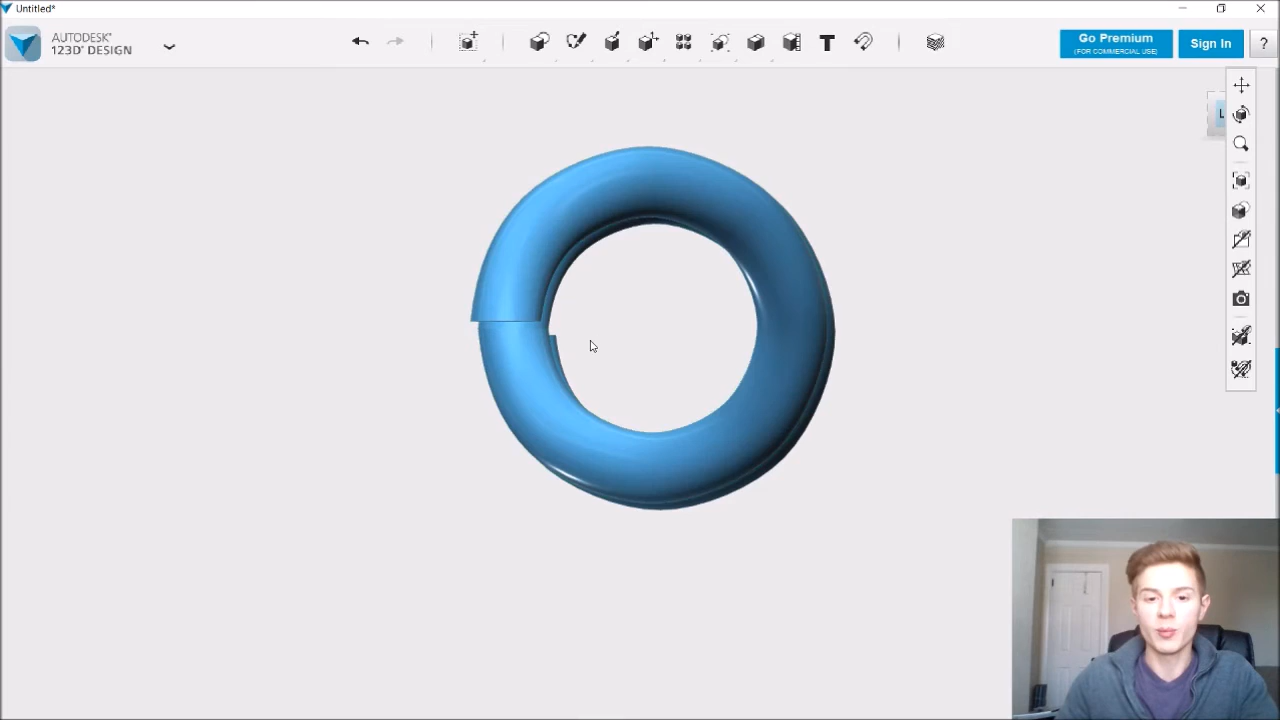 Untitled*
AUTODESK®
123D® DESIGN
Go Premium
(FOR COMMERCIAL USE)
Sign In
?
L